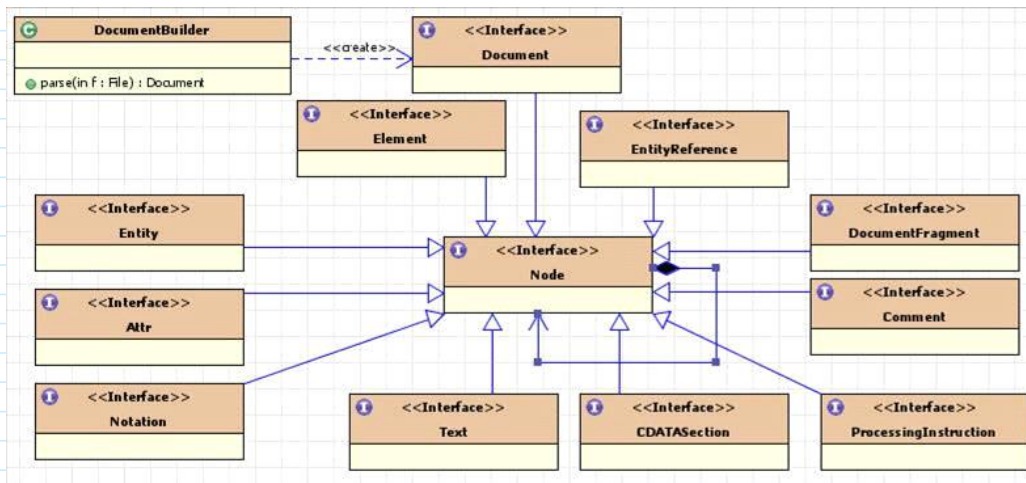 C
DocumentBuilder
parse(in f : File) : Document
<<create>>
I
<<Interface>>
Document
I
<<Interface>>
Element
I
<<Interface>>
EntityReference
I
<<Interface>>
Entity
I
<<Interface>>
Node
I
<<Interface>>
DocumentFragment
I
<<Interface>>
Attr
I
<<Interface>>
Comment
I
<<Interface>>
Notation
I
<<Interface>>
Text
I
<<Interface>>
CDATASection
I
<<Interface>>
ProcessingInstruction